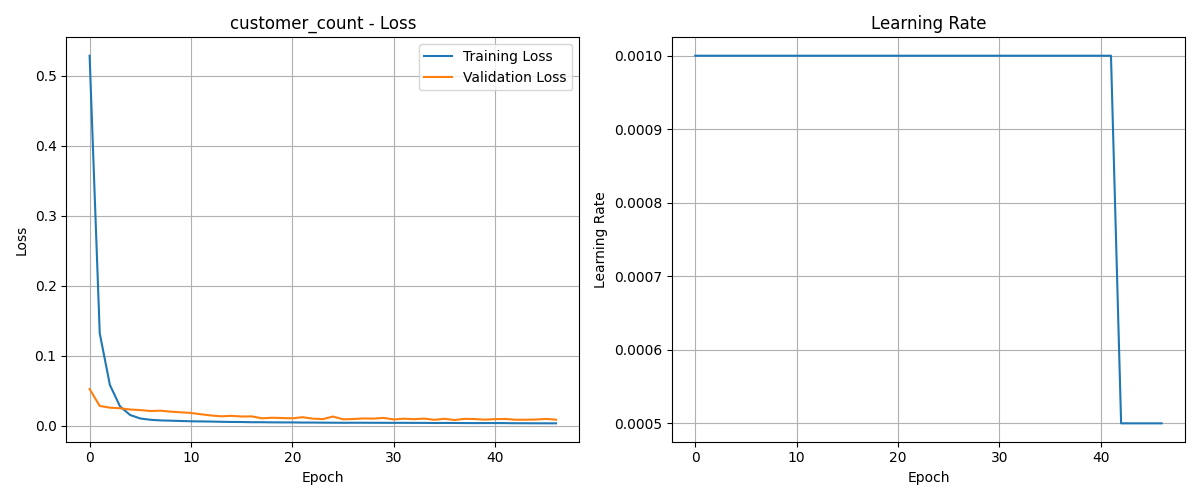 customer_count - Loss
Training Loss
Validation Loss
0.5
0.4
0.3
0.2
0.1
0.0
Loss
0
10
20
30
40
Epoch
Learning Rate
0.0010
0.0009
0.0008
0.0007
0.0006
0.0005
Learning Rate
0
10
20
30
40
Epoch